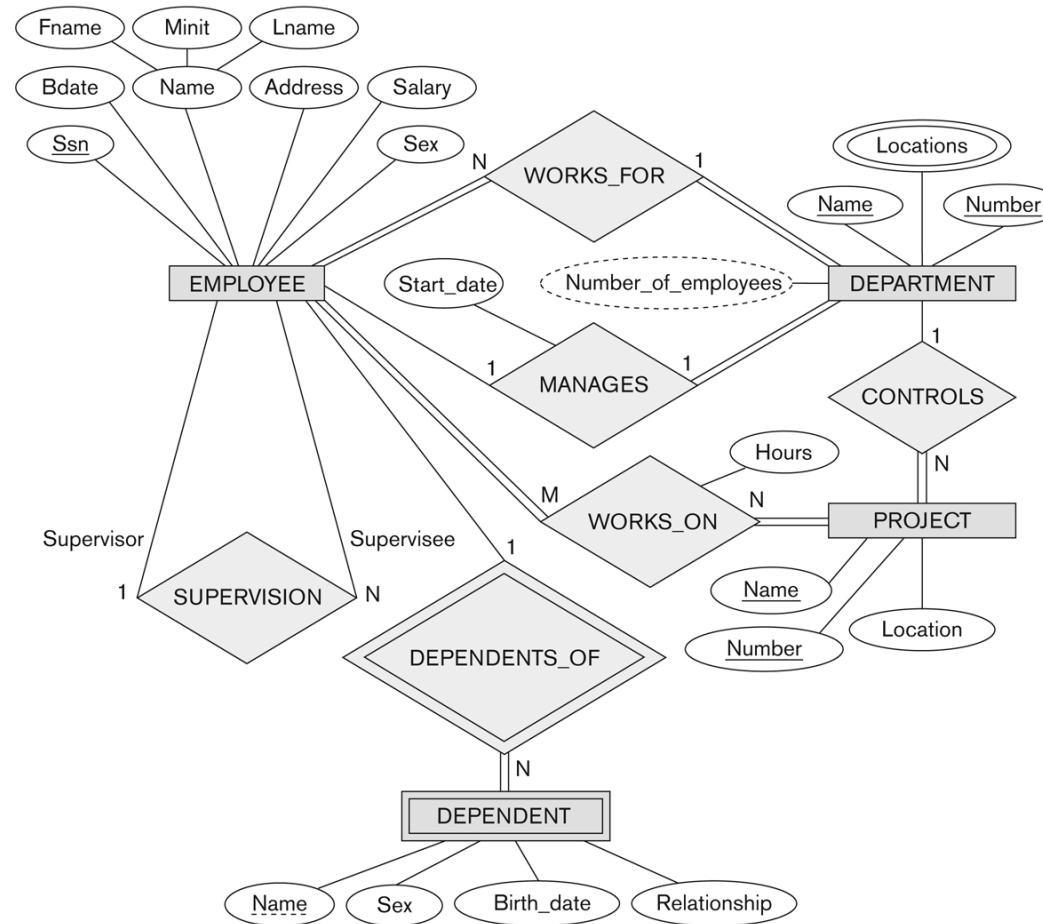 Fname
Minit
Lname
Bdate
Name
Address
Salary
Ssn
Sex
Locations
Name
Number
N
WORKS_FOR
1
EMPLOYEE
Start_date
Number_of_employees
DEPARTMENT
1
MANAGES
1
1
CONTROLS
N
Hours
M
WORKS_ON
N
PROJECT
Supervisor
Supervisee
1
SUPERVISION
N
1
Name
Number
Location
DEPENDENTS_OF
N
DEPENDENT
Name
Sex
Birth_date
Relationship